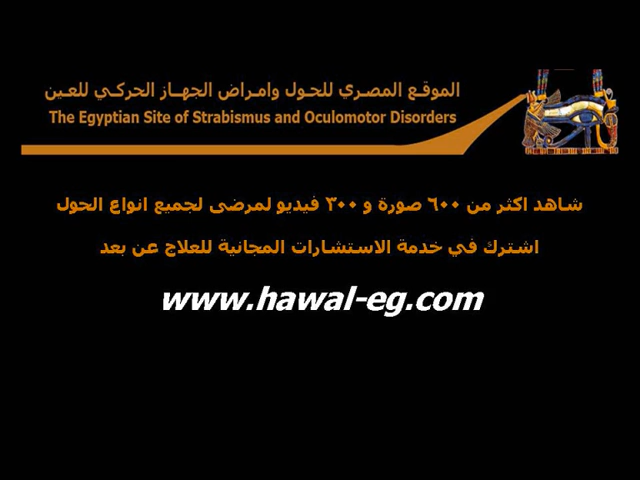 الموقع المصري للحول وامراض الجهاز الحركي للعين
The Egyptian Site of Strabismus and Oculomotor Disorders
شاهد اكثر من ٦٠٠ صورة و ٣٠٠ فيديو لمرضى لجميع انواع الحول
اشترك في خدمة الاستشارات المجانية للعلاج عن بعد
www.hawal-eg.com